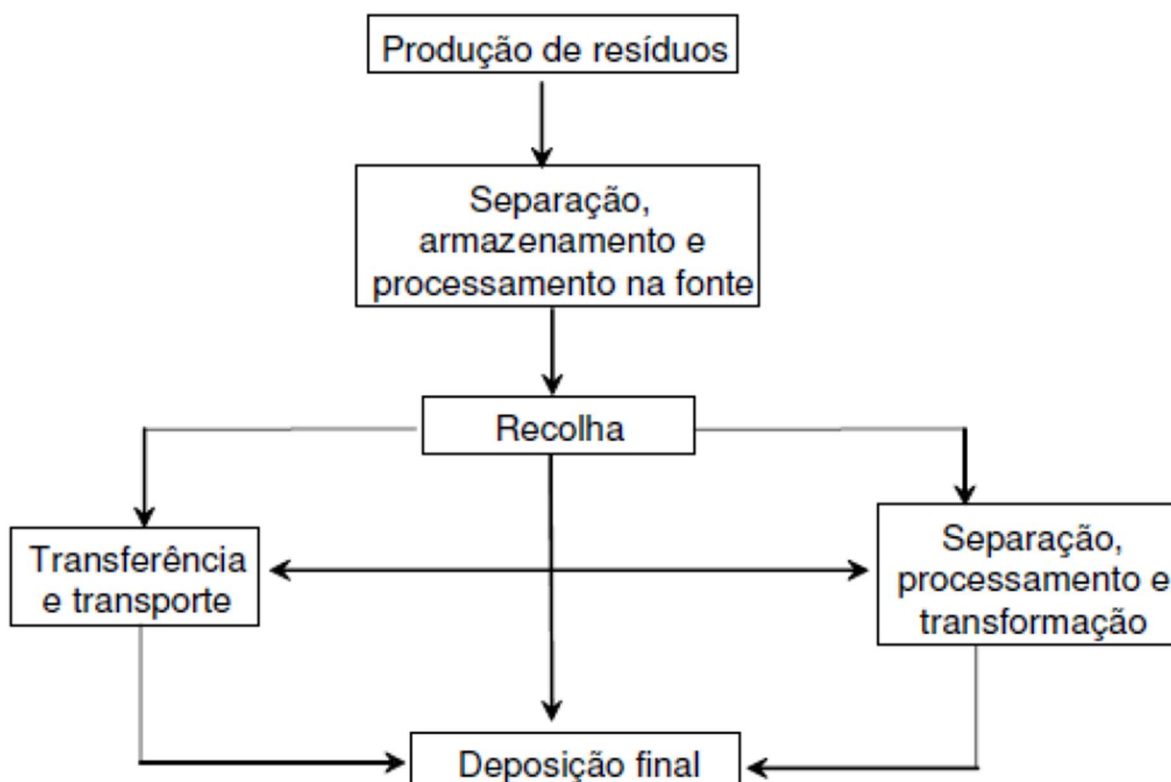 Produção de resíduos
Separação,
armazenamento e
processamento na fonte
Recolha
Transferência
e transporte
Separação,
processamento e
transformação
Deposição final